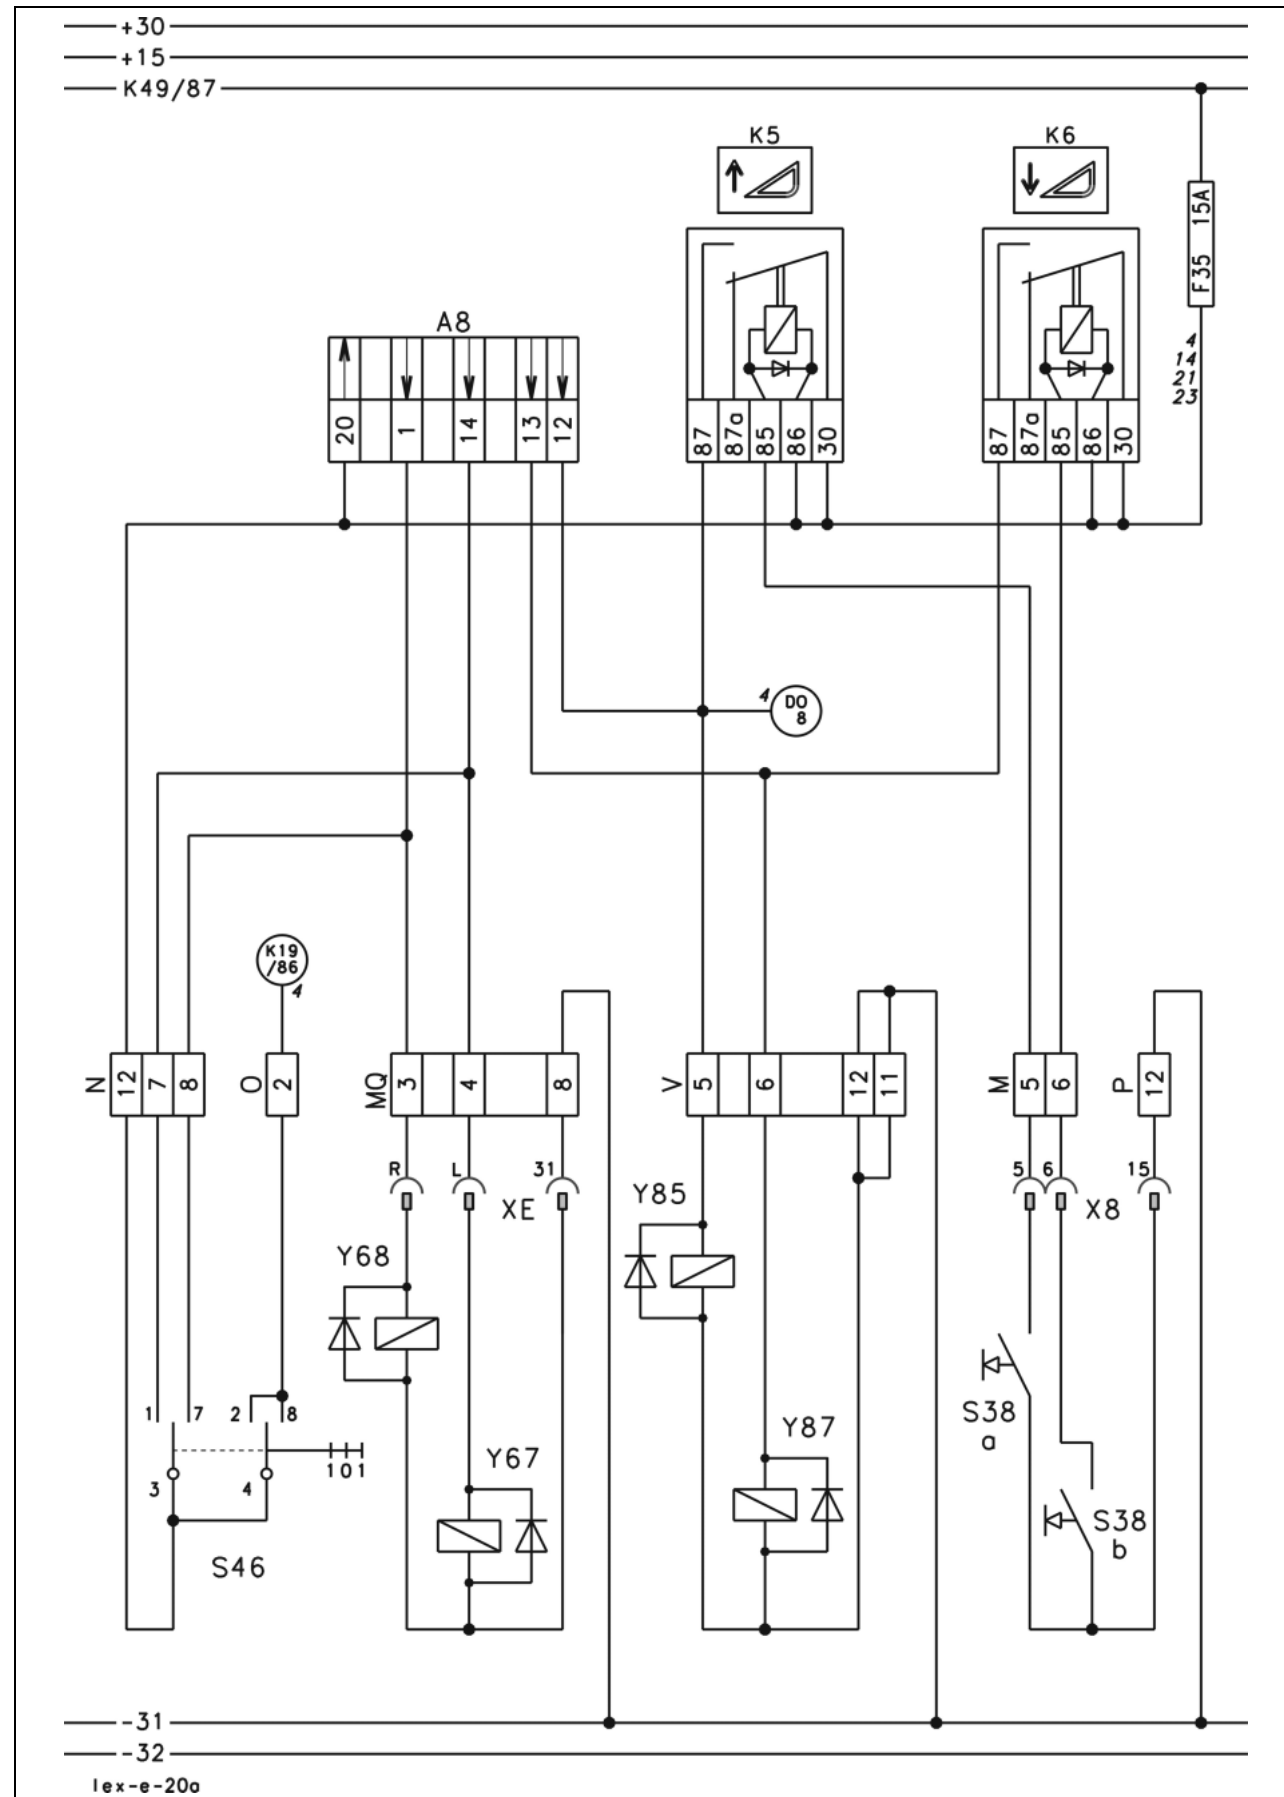 +30
+15
K49/87
K5
K6
F35 15A
A8
20 1 14 13 12
87 87a 85 86 30
87 87a 85 86 30
4
14
21
23
4
DO
8
K19
/86
4
N 12 7 8
O 2
MQ 3 4 8
V 5 6 12 11
M 5 6
P 12
R L 31
XE
5 6 15
X8
Y85
Y68
S38
a
1 7 2 8
Y87
Y67
1 0 1
3 4
S38
b
S46
-31
-32
lex-e-20a